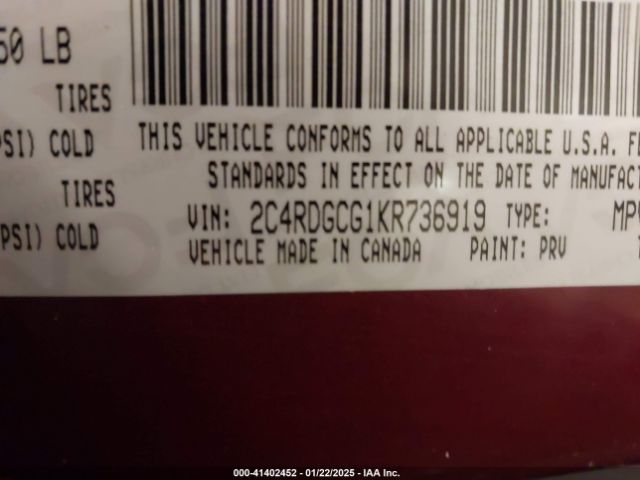 50 LB
TIRES
PSI) COLD
TIRES
PSI) COLD
THIS VEHICLE CONFORMS TO ALL APPLICABLE U.S.A. FE
STANDARDS IN EFFECT ON THE DATE OF MANUFACT
VIN: 2C4RDGCG1KR736919 TYPE: MP
VEHICLE MADE IN CANADA PAINT: PRV
000-41402452 - 01/22/2025 - IAA Inc.